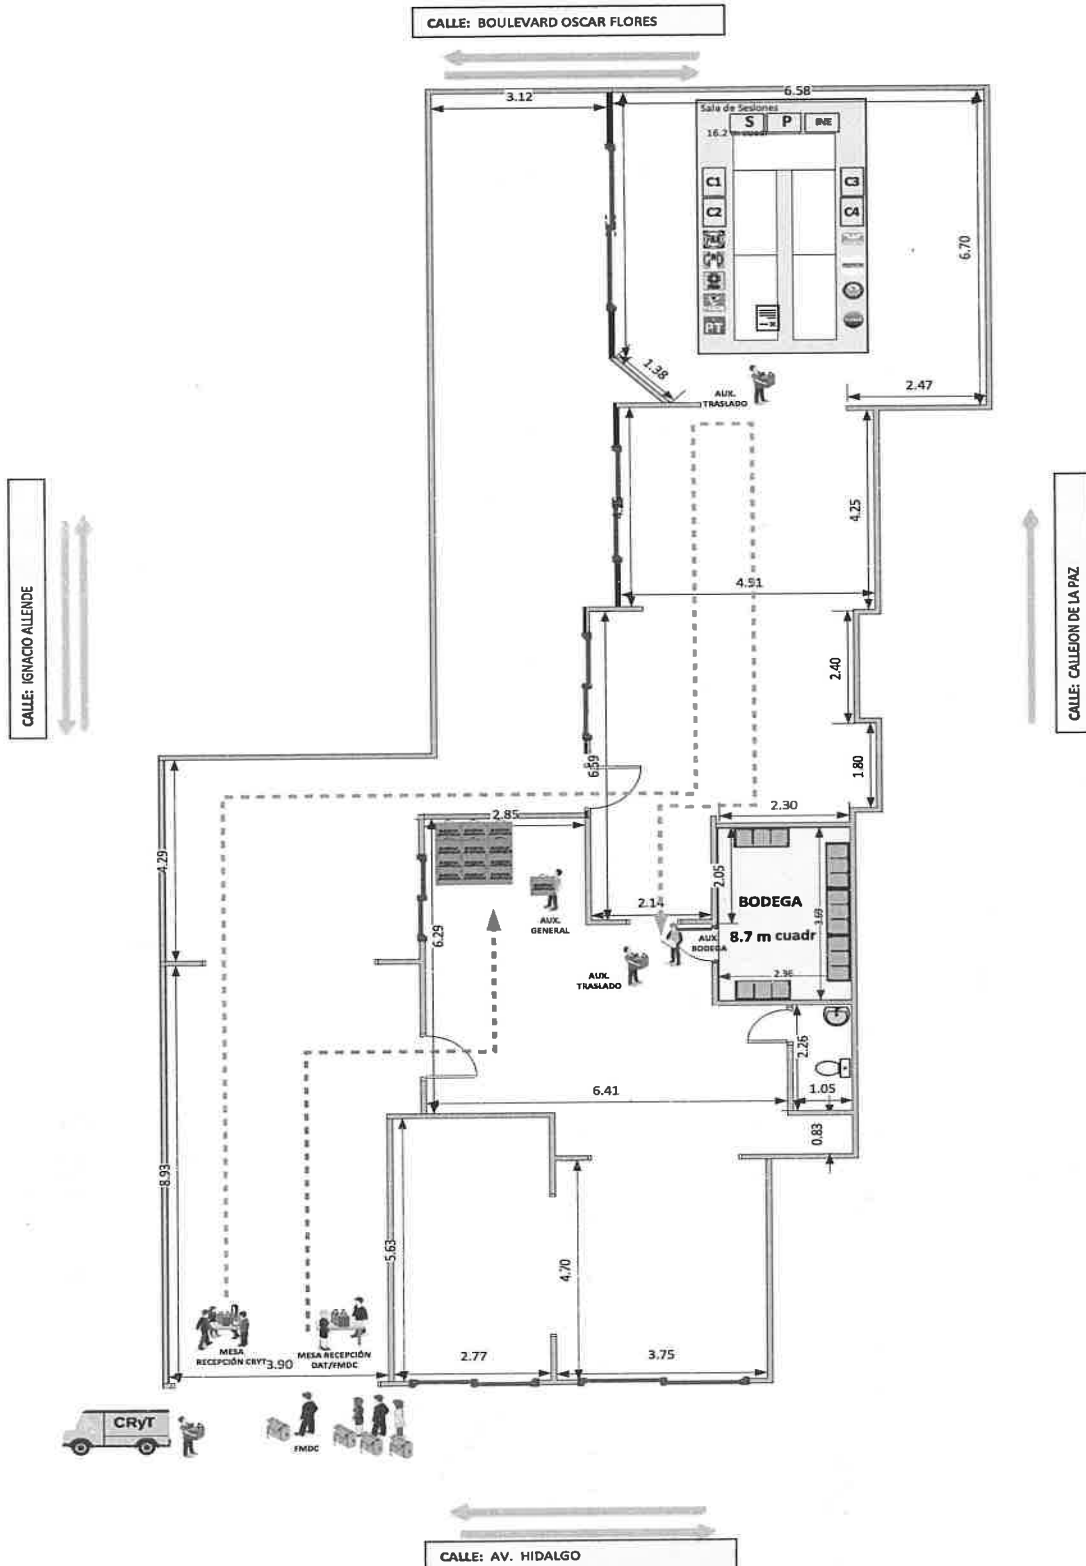 CALLE: BOULEVARD OSCAR FLORES
3.12
6.58
Sala de Sesiones
S P INE
16.2
C1 C3
C2 C4
6.70
PT
1.38
2.47
AUX.
TRASLADO
4.25
4.91
CALLE: IGNACIO ALLENDE
CALLE: CALLEJON DE LA PAZ
2.40
6.59
1.80
2.30
2.85
4.29
2.05
BODEGA
3.69
8.7 m cuadr
2.14
AUX.
GENERAL
6.29
AUX.
BODEGA
AUX.
TRASLADO
2.96
2.26
6.41
1.05
0.83
8.93
5.63
4.70
MESA
RECEPCIÓN CRYT
3.90
MESA RECEPCIÓN
DAT/FMDC
2.77
3.75
CRyT
FMDC
CALLE: AV. HIDALGO